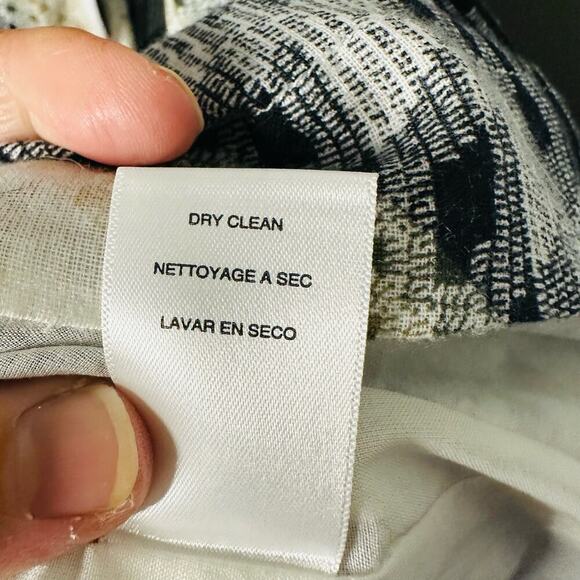 DRY CLEAN
NETTOYAGE A SEC
LAVAR EN SECO